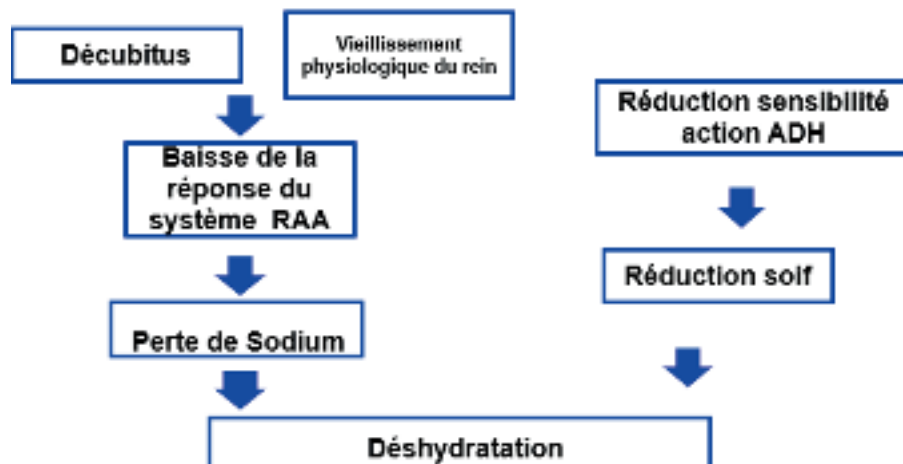 Décubitus
Vieillissement
physiologique du rein
Réduction sensibilité
action ADH
Baisse de la
réponse du
système RAA
Réduction soif
Perte de Sodium
Déshydratation